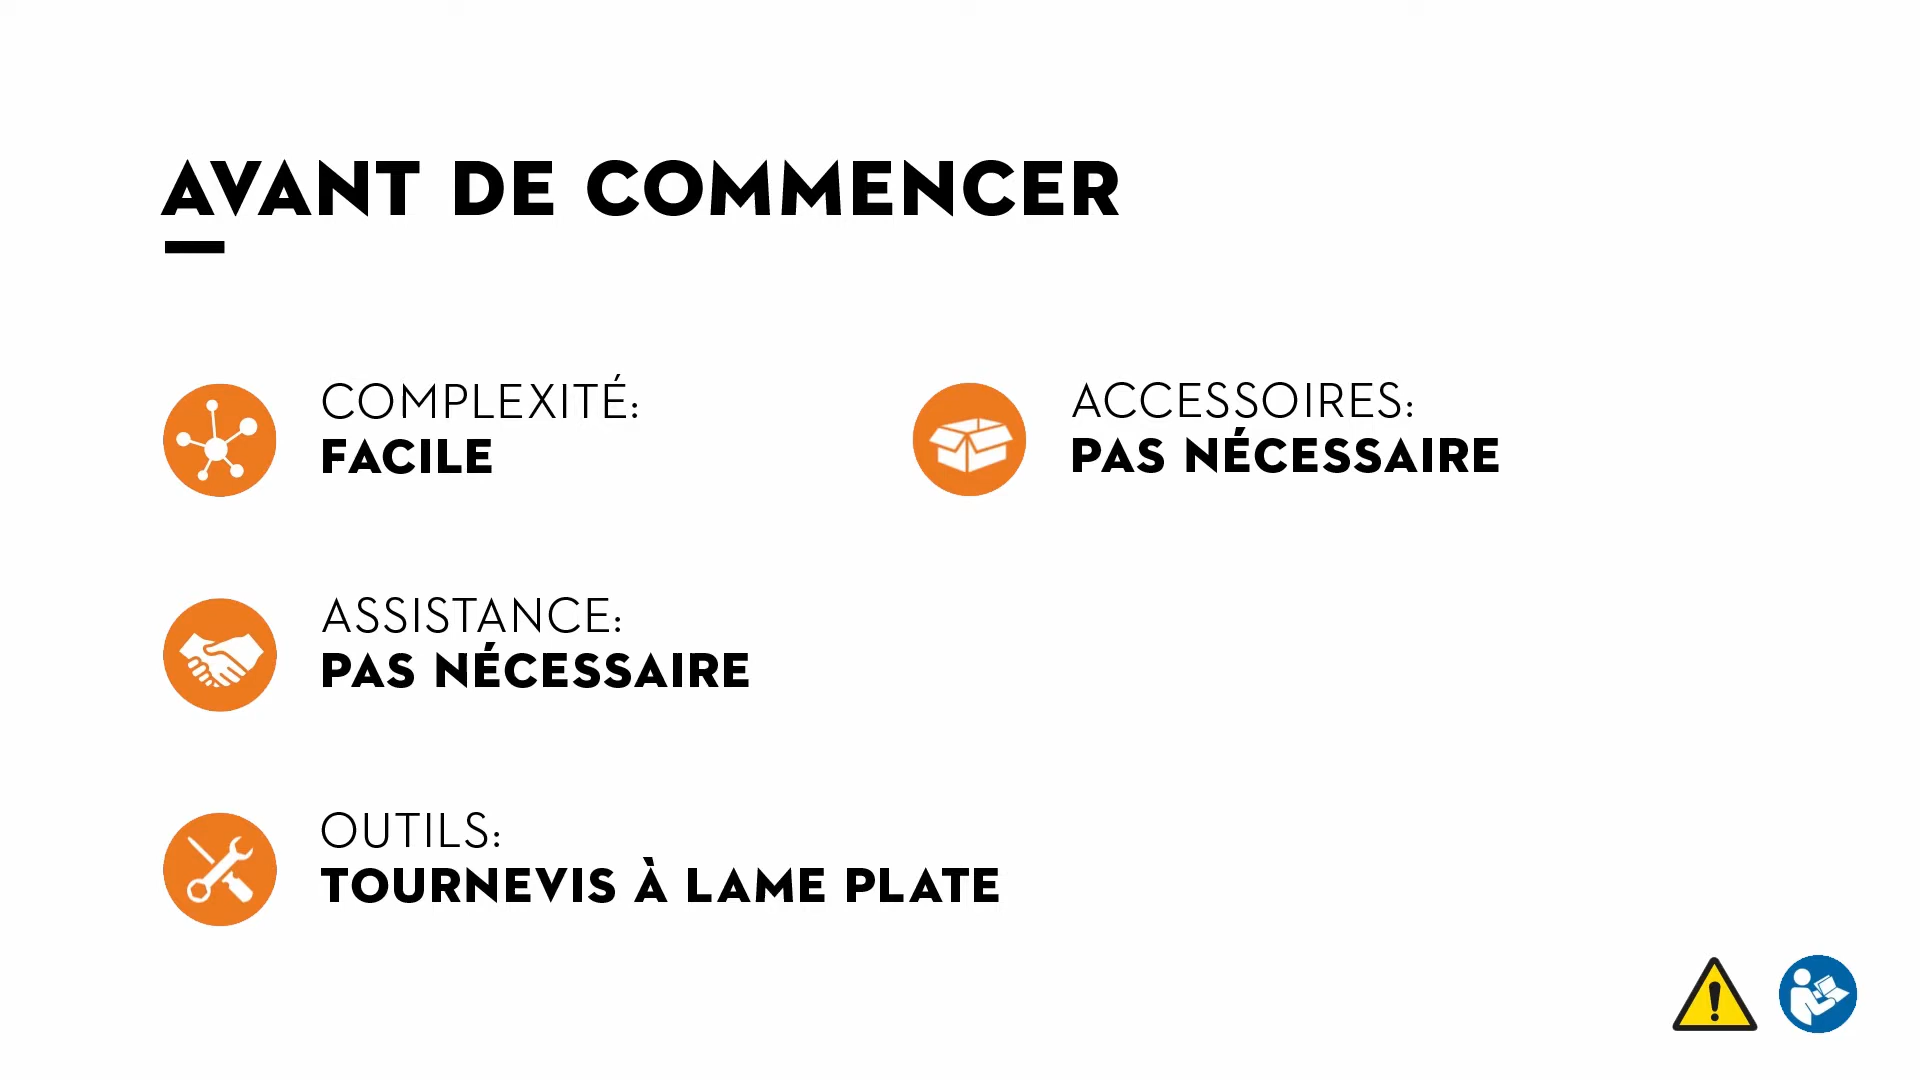 AVANT DE COMMENCER
COMPLEXITÉ:
FACILE
ASSISTANCE:
PAS NÉCESSAIRE
OUTILS:
TOURNEVIS À LAME PLATE
ACCESSOIRES:
PAS NÉCESSAIRE